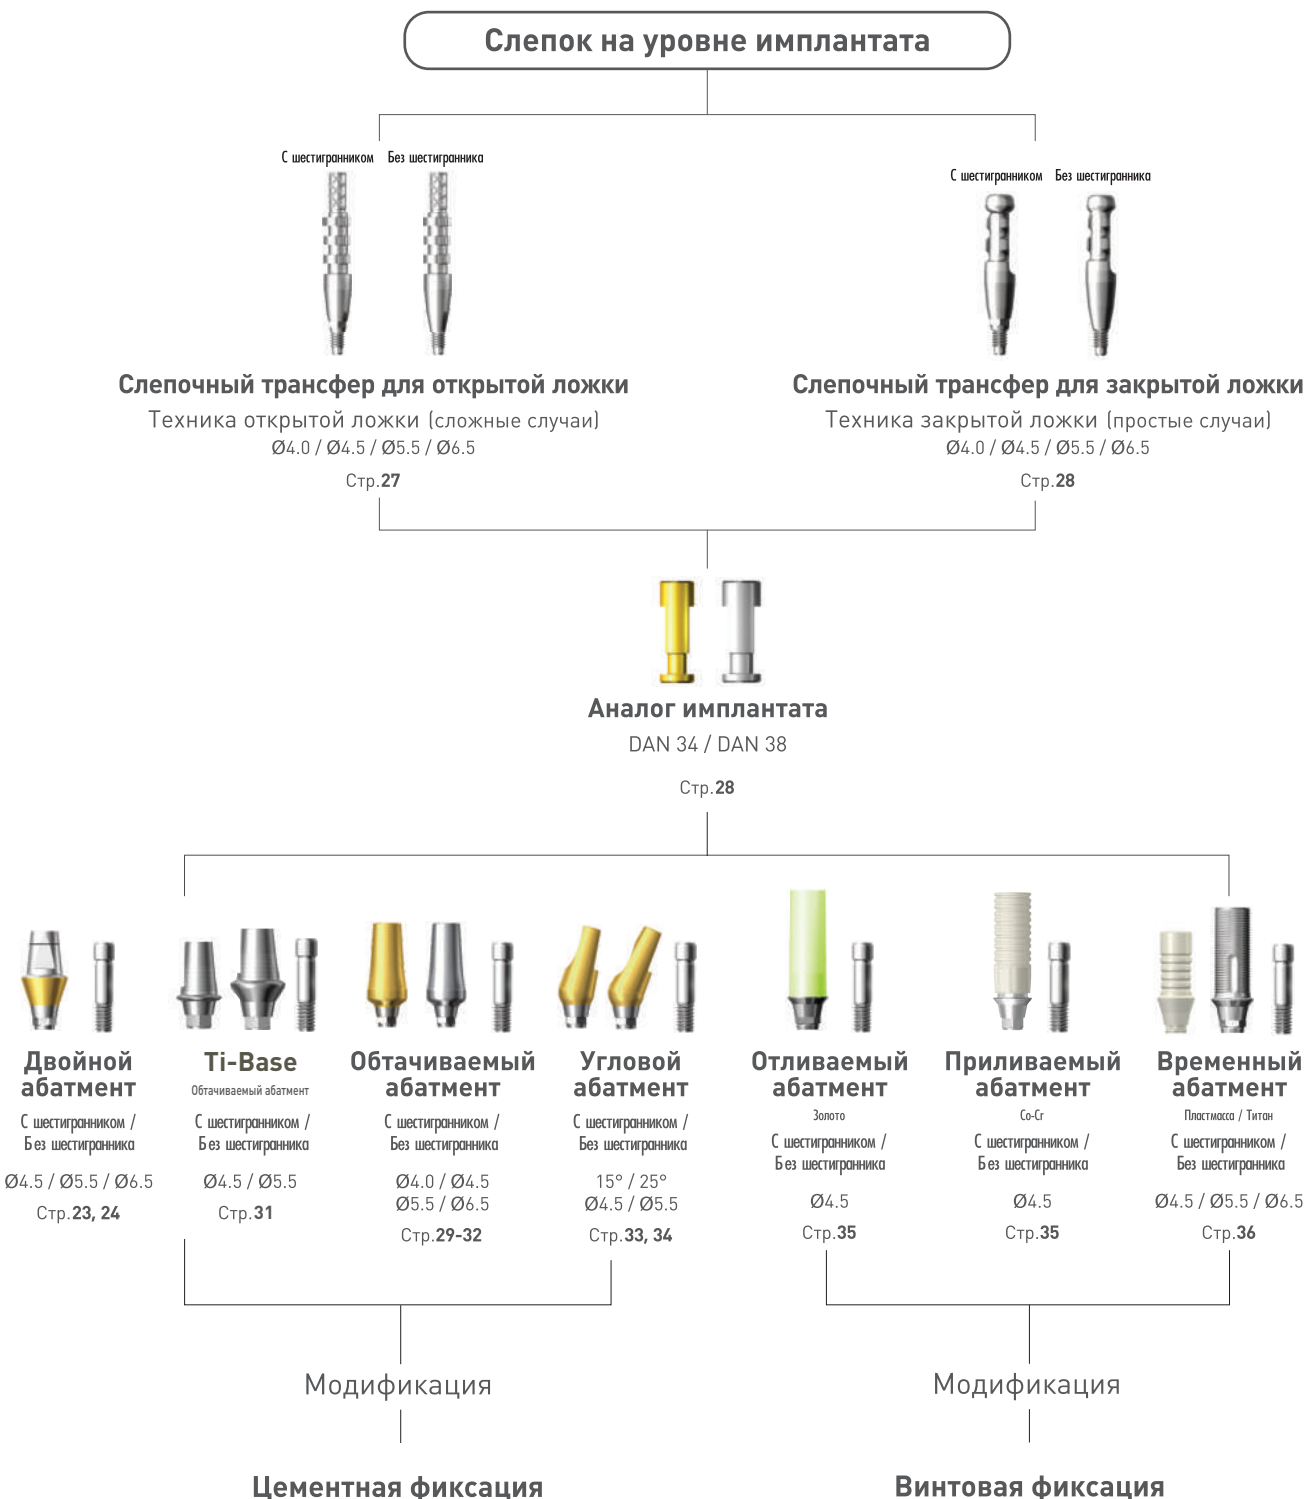 Слепок на уровне имплантата
С шестигранником Без шестигранника
С шестигранником Без шестигранника
Слепочный трансфер для открытой ложки
Техника открытой ложки (сложные случаи)
Ø4.0 / Ø4.5 / Ø5.5 / Ø6.5
Стр.27
Слепочный трансфер для закрытой ложки
Техника закрытой ложки (простые случаи)
Ø4.0 / Ø4.5 / Ø5.5 / Ø6.5
Стр.28
Аналог имплантата
DAN 34 / DAN 38
Стр.28
Двойной
абатмент
С шестигранником /
Без шестигранника
Ø4.5 / Ø5.5 / Ø6.5
Стр.23, 24
Ti-Base
Обтачиваемый абатмент
С шестигранником /
Без шестигранника
Ø4.5 / Ø5.5
Стр.31
Обтачиваемый
абатмент
С шестигранником /
Без шестигранника
Ø4.0 / Ø4.5
Ø5.5 / Ø6.5
Стр.29-32
Угловой
абатмент
С шестигранником /
Без шестигранника
15° / 25°
Ø4.5 / Ø5.5
Стр.33, 34
Отливаемый
абатмент
Золото
С шестигранником /
Без шестигранника
Ø4.5
Стр.35
Приливаемый
абатмент
Co-Cr
С шестигранником /
Без шестигранника
Ø4.5
Стр.35
Временный
абатмент
Пластмасса / Титан
С шестигранником /
Без шестигранника
Ø4.5 / Ø5.5 / Ø6.5
Стр.36
Модификация
Цементная фиксация
Модификация
Винтовая фиксация